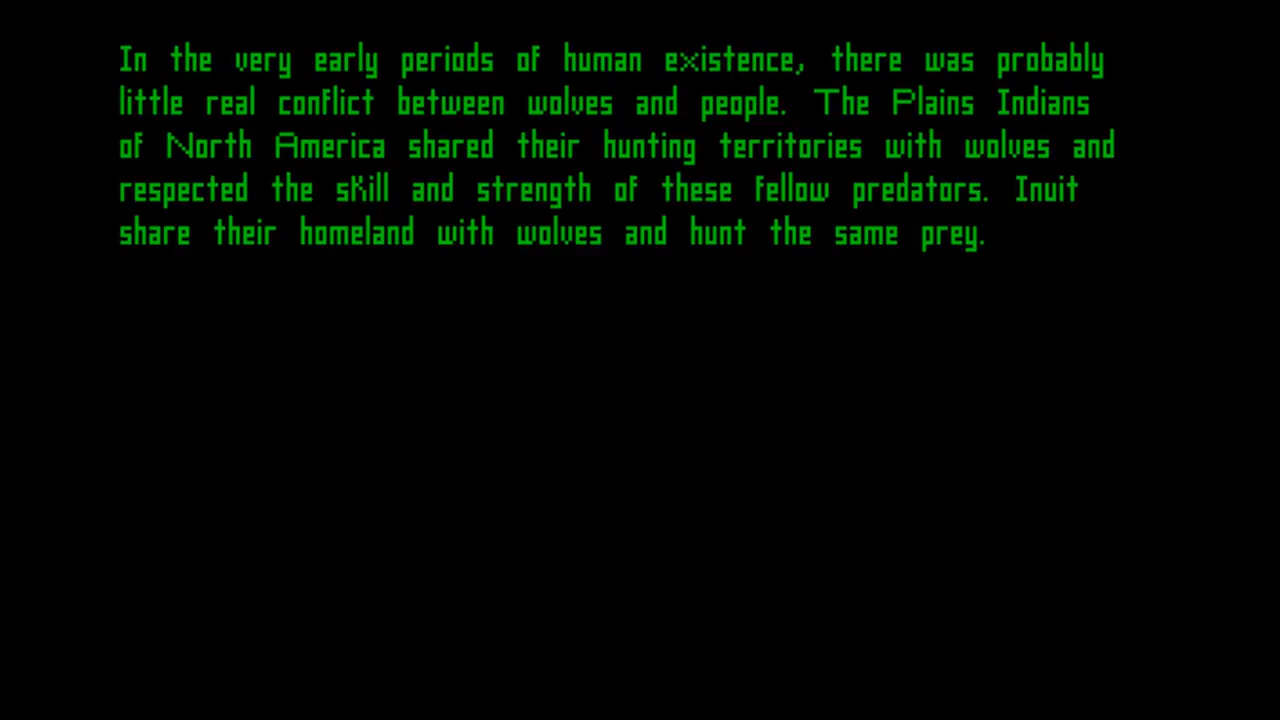 In the very early periods of human existence, there was probably
little real conflict between wolves and people. The Plains Indians
of North America shared their hunting territories with wolves and
respected the skill and strength of these fellow predators. Inuit
share their homeland with wolves and hunt the same prey.